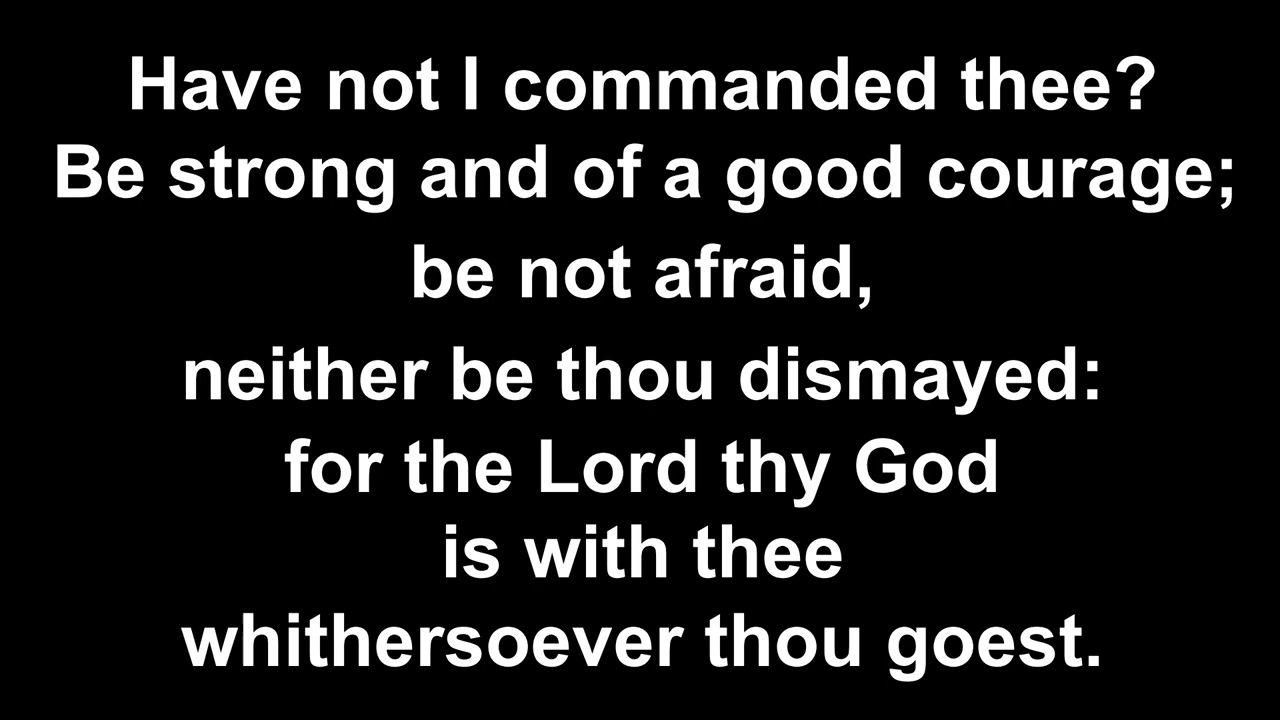 Have not I commanded thee?
Be strong and of a good courage;
be not afraid,
neither be thou dismayed:
for the Lord thy God
is with thee
whithersoever thou goest.